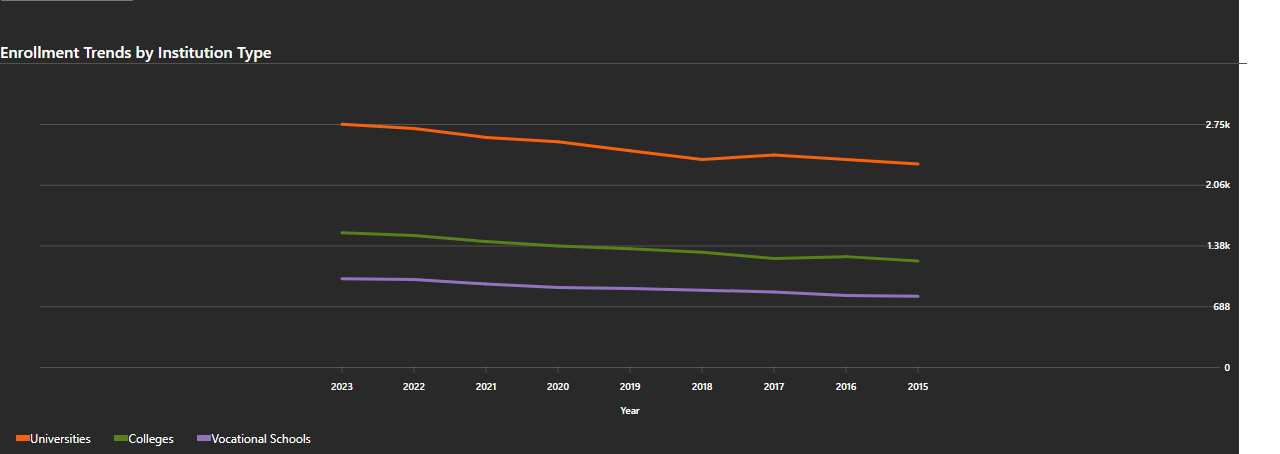 Enrollment Trends by Institution Type
2.75k
2.06k
1.38k
688
0
2023 2022 2021 2020 2019 2018 2017 2016 2015
Year
Universities Colleges Vocational Schools